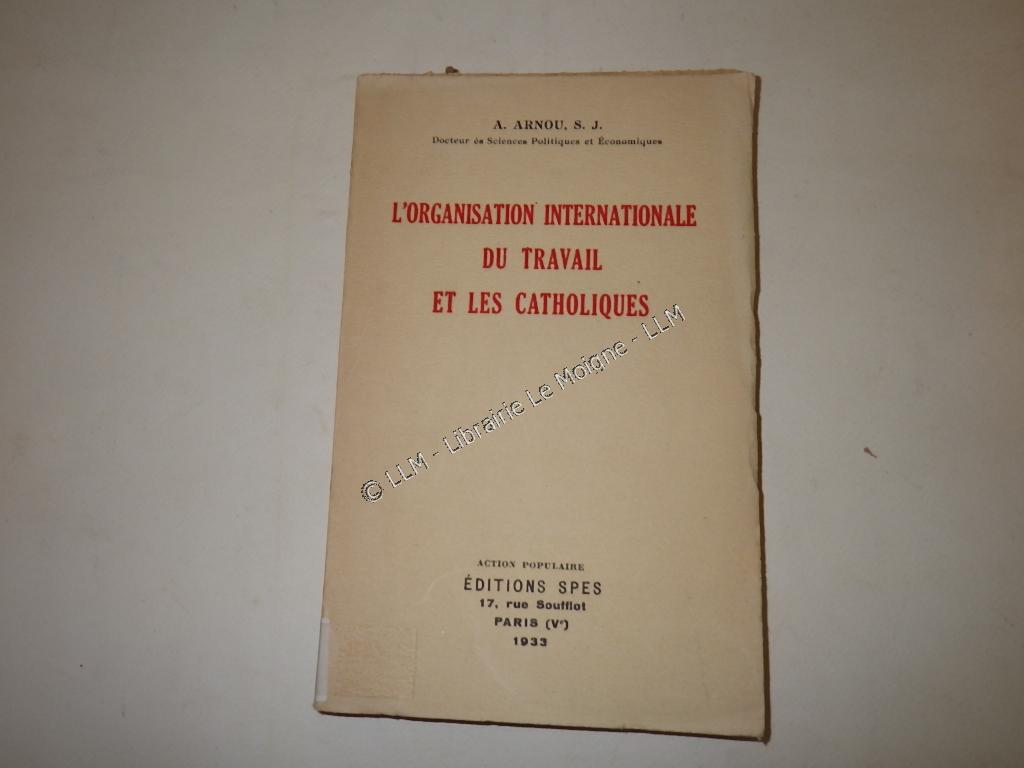 A. ARNOU, S. J.
Docteur ès Sciences Politiques et Économiques
L'ORGANISATION INTERNATIONALE
DU TRAVAIL
ET LES CATHOLIQUES
© LLM - Librairie Le Moigne - LLM
ACTION POPULAIRE
ÉDITIONS SPES
17, rue Soufflot
PARIS (Vᵉ)
1933